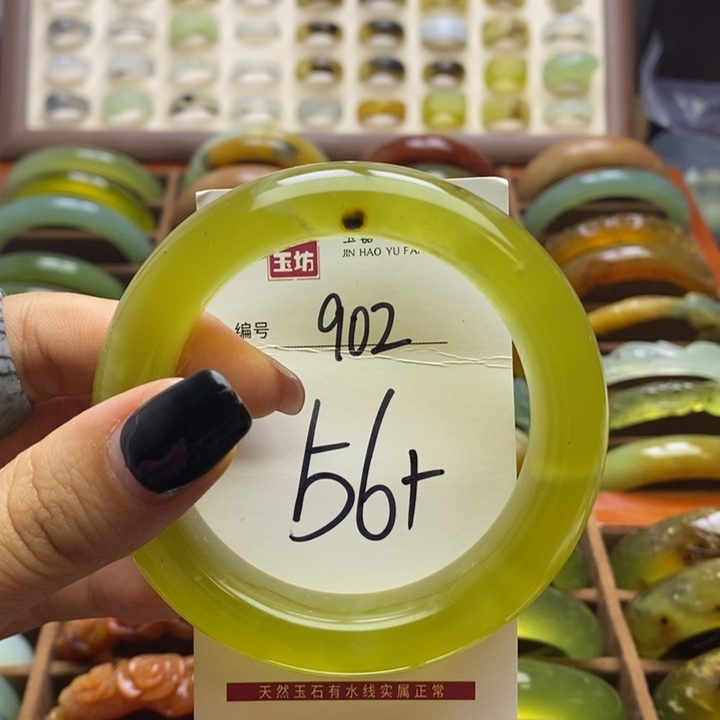 玉坊
JIN HAO YU FA
编号 902
56+
天然玉石有水线实属正常